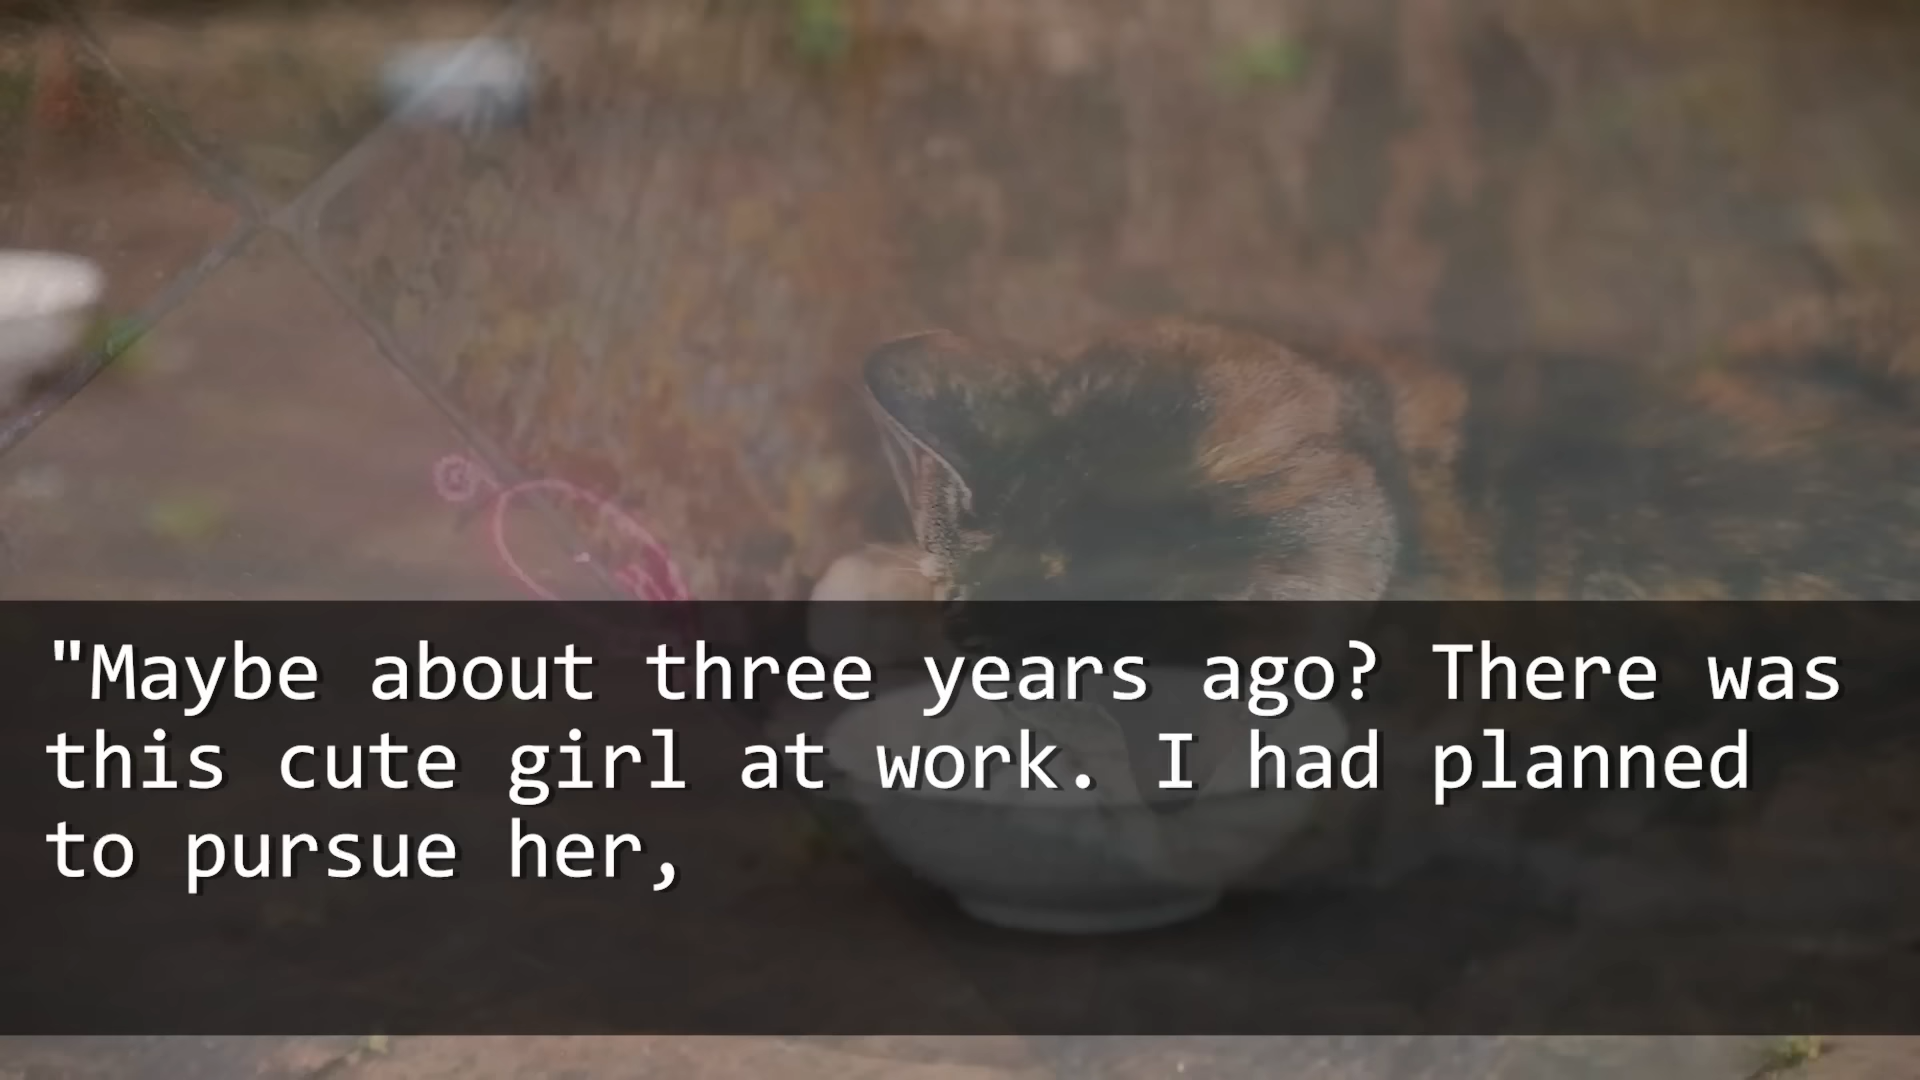 "Maybe about three years ago? There was
this cute girl at work. I had planned
to pursue her,